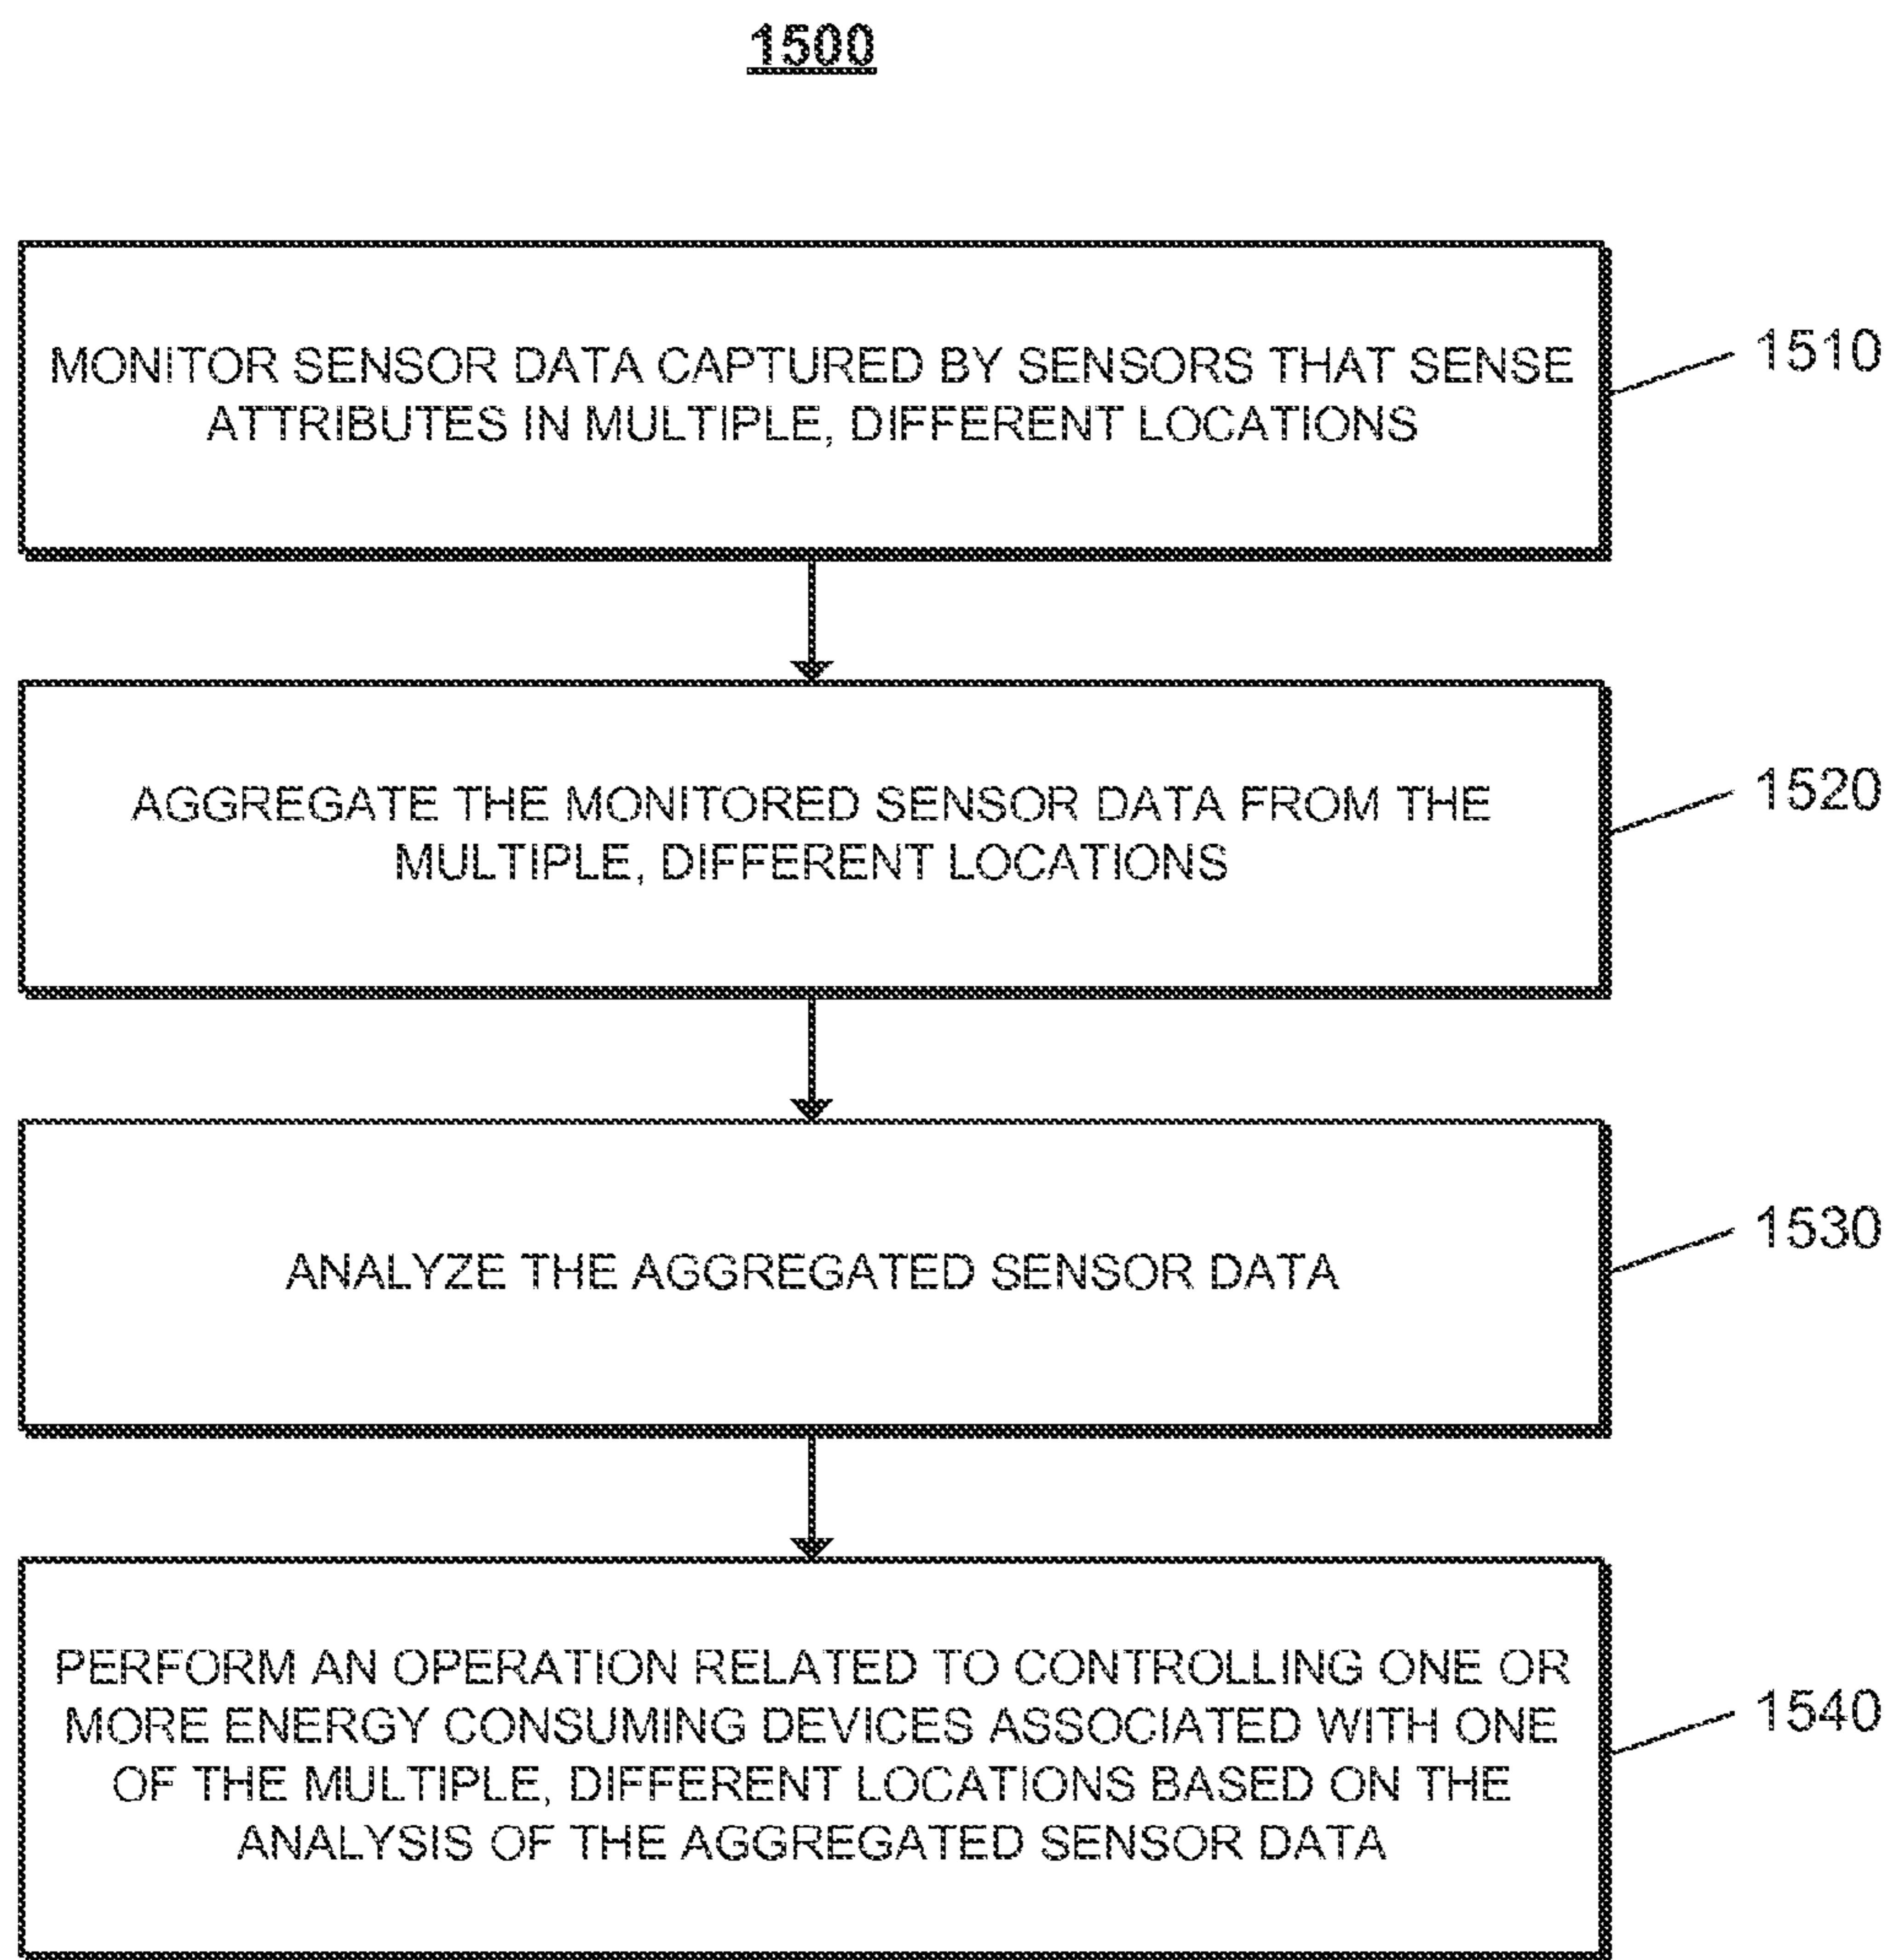 1500
MONITOR SENSOR DATA CAPTURED BY SENSORS THAT SENSE
ATTRIBUTES IN MULTIPLE, DIFFERENT LOCATIONS
1510
AGGREGATE THE MONITORED SENSOR DATA FROM THE
MULTIPLE, DIFFERENT LOCATIONS
1520
ANALYZE THE AGGREGATED SENSOR DATA
1530
PERFORM AN OPERATION RELATED TO CONTROLLING ONE OR
MORE ENERGY CONSUMING DEVICES ASSOCIATED WITH ONE
OF THE MULTIPLE, DIFFERENT LOCATIONS BASED ON THE
ANALYSIS OF THE AGGREGATED SENSOR DATA
1540